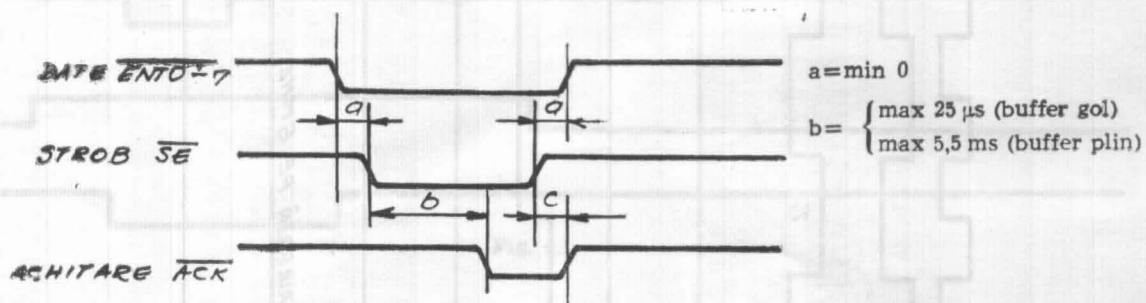 DATE ENTO-7
a
a
a=min 0
b= { max 25 μs (buffer gol)
max 5,5 ms (buffer plin)
STROB SE
b
c
ACHITARE ACK